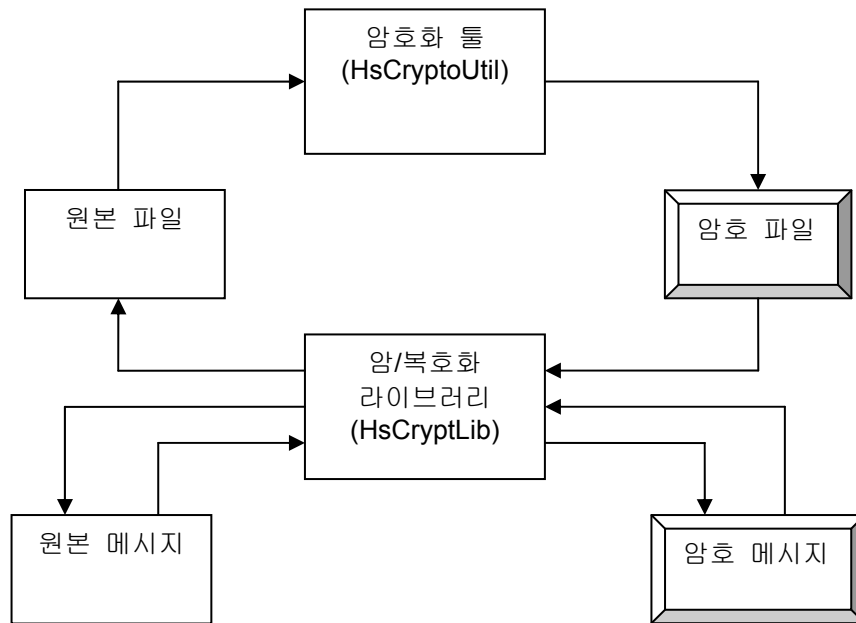 암호화 툴
(HsCryptoUtil)
원본 파일
암호 파일
암/복호화
라이브러리
(HsCryptLib)
원본 메시지
암호 메시지